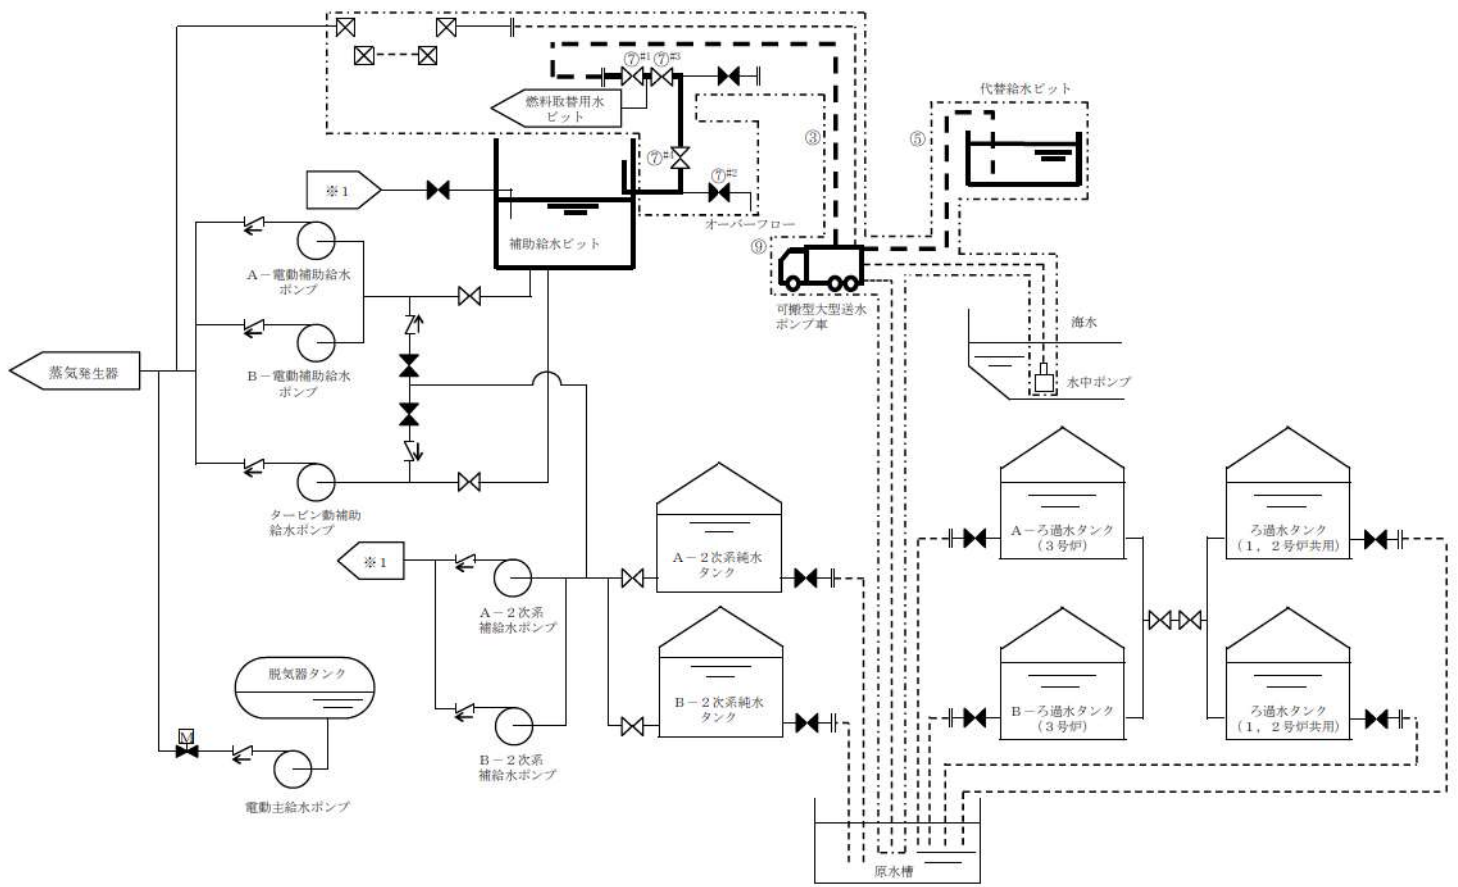 ⑦#1
⑦#3
代替給水ピット
燃料取替用水
ピット
③
⑤
⑦#4
⑦#2
※1
オーバーフロー
補助給水ピット
⑨
A-電動補助給水
ポンプ
可搬型大型送水
ポンプ車
海水
B-電動補助給水
ポンプ
蒸気発生器
水中ポンプ
タービン動補助
給水ポンプ
A-ろ過水タンク
(3号炉)
ろ過水タンク
(1,2号炉共用)
A-2次系純水
タンク
※1
A-2次系
補給水ポンプ
脱気器タンク
B-2次系純水
タンク
B-ろ過水タンク
(3号炉)
ろ過水タンク
(1,2号炉共用)
M
B-2次系
補給水ポンプ
電動主給水ポンプ
原水槽